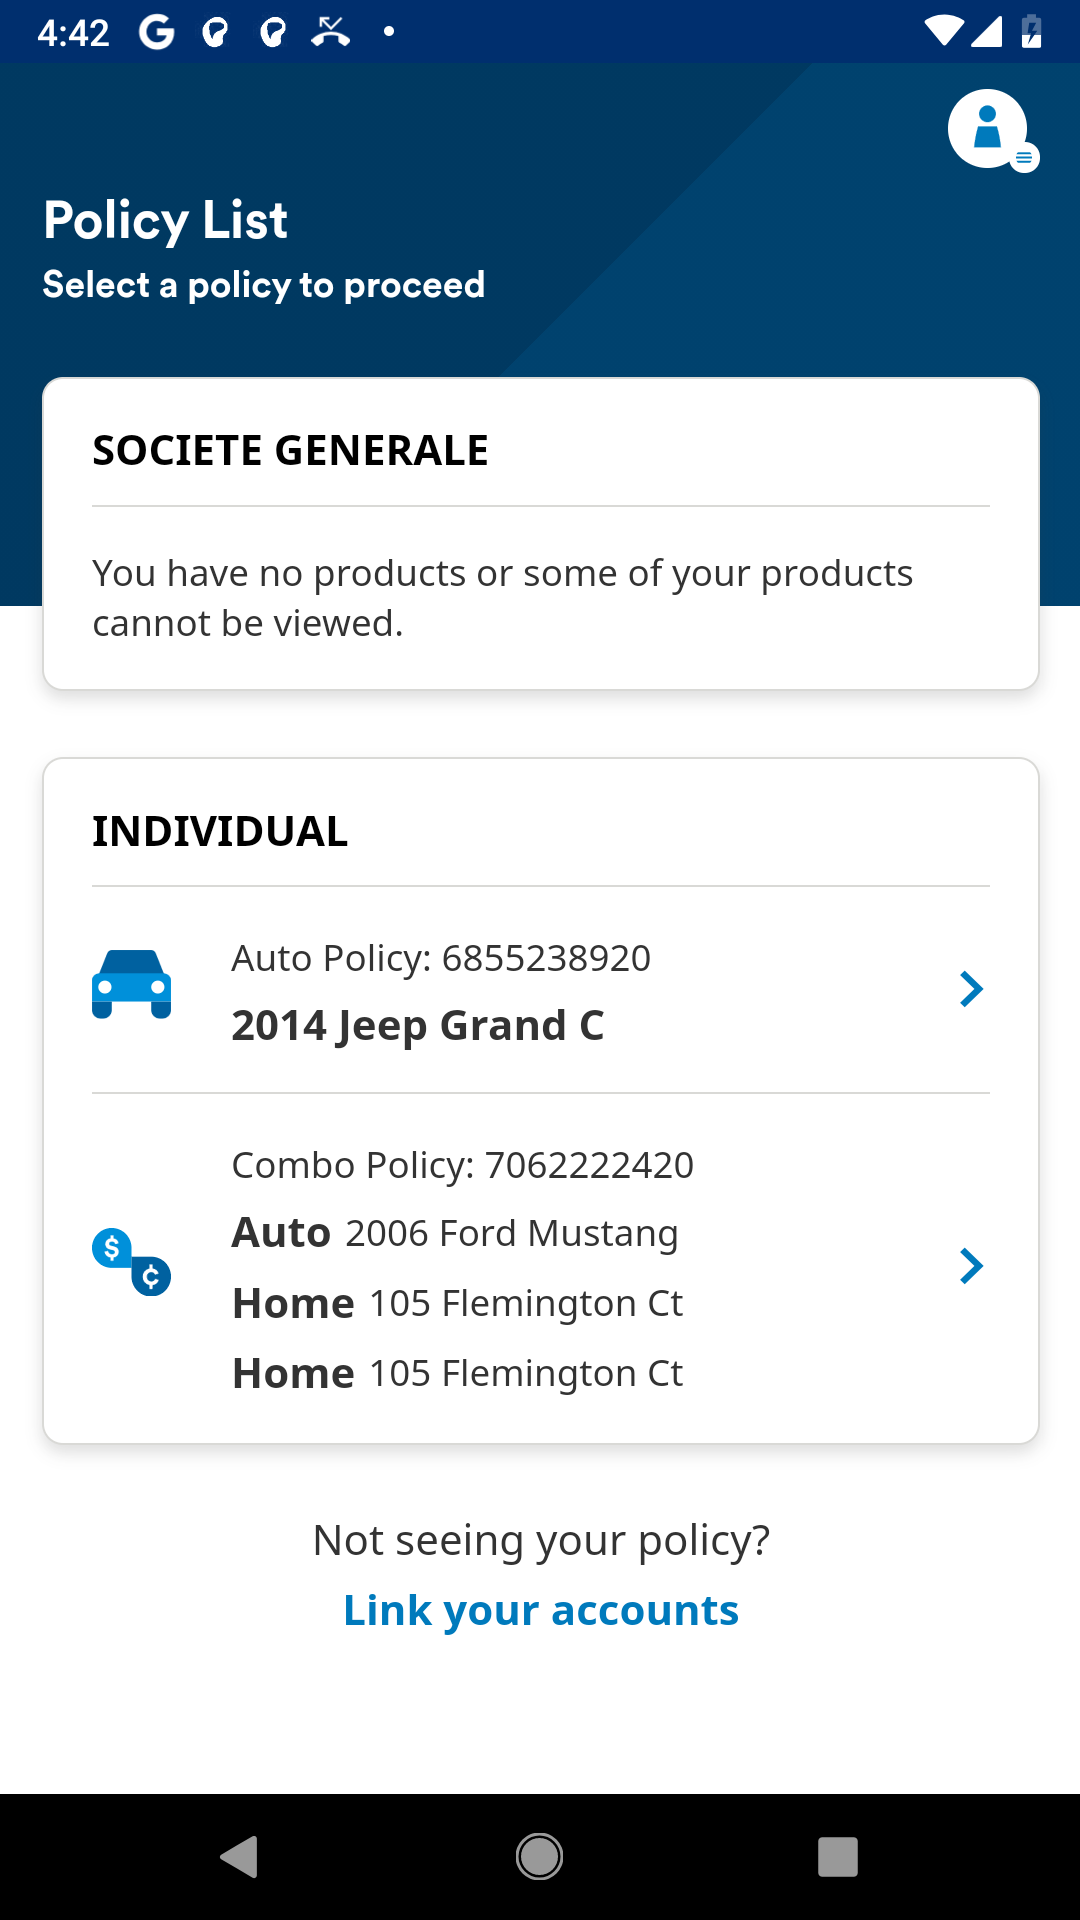 4:42
Policy List
Select a policy to proceed
SOCIETE GENERALE
You have no products or some of your products
cannot be viewed.
INDIVIDUAL
Auto Policy: 6855238920
2014 Jeep Grand C
Combo Policy: 7062222420
Auto 2006 Ford Mustang
Home 105 Flemington Ct
Home 105 Flemington Ct
Not seeing your policy?
Link your accounts